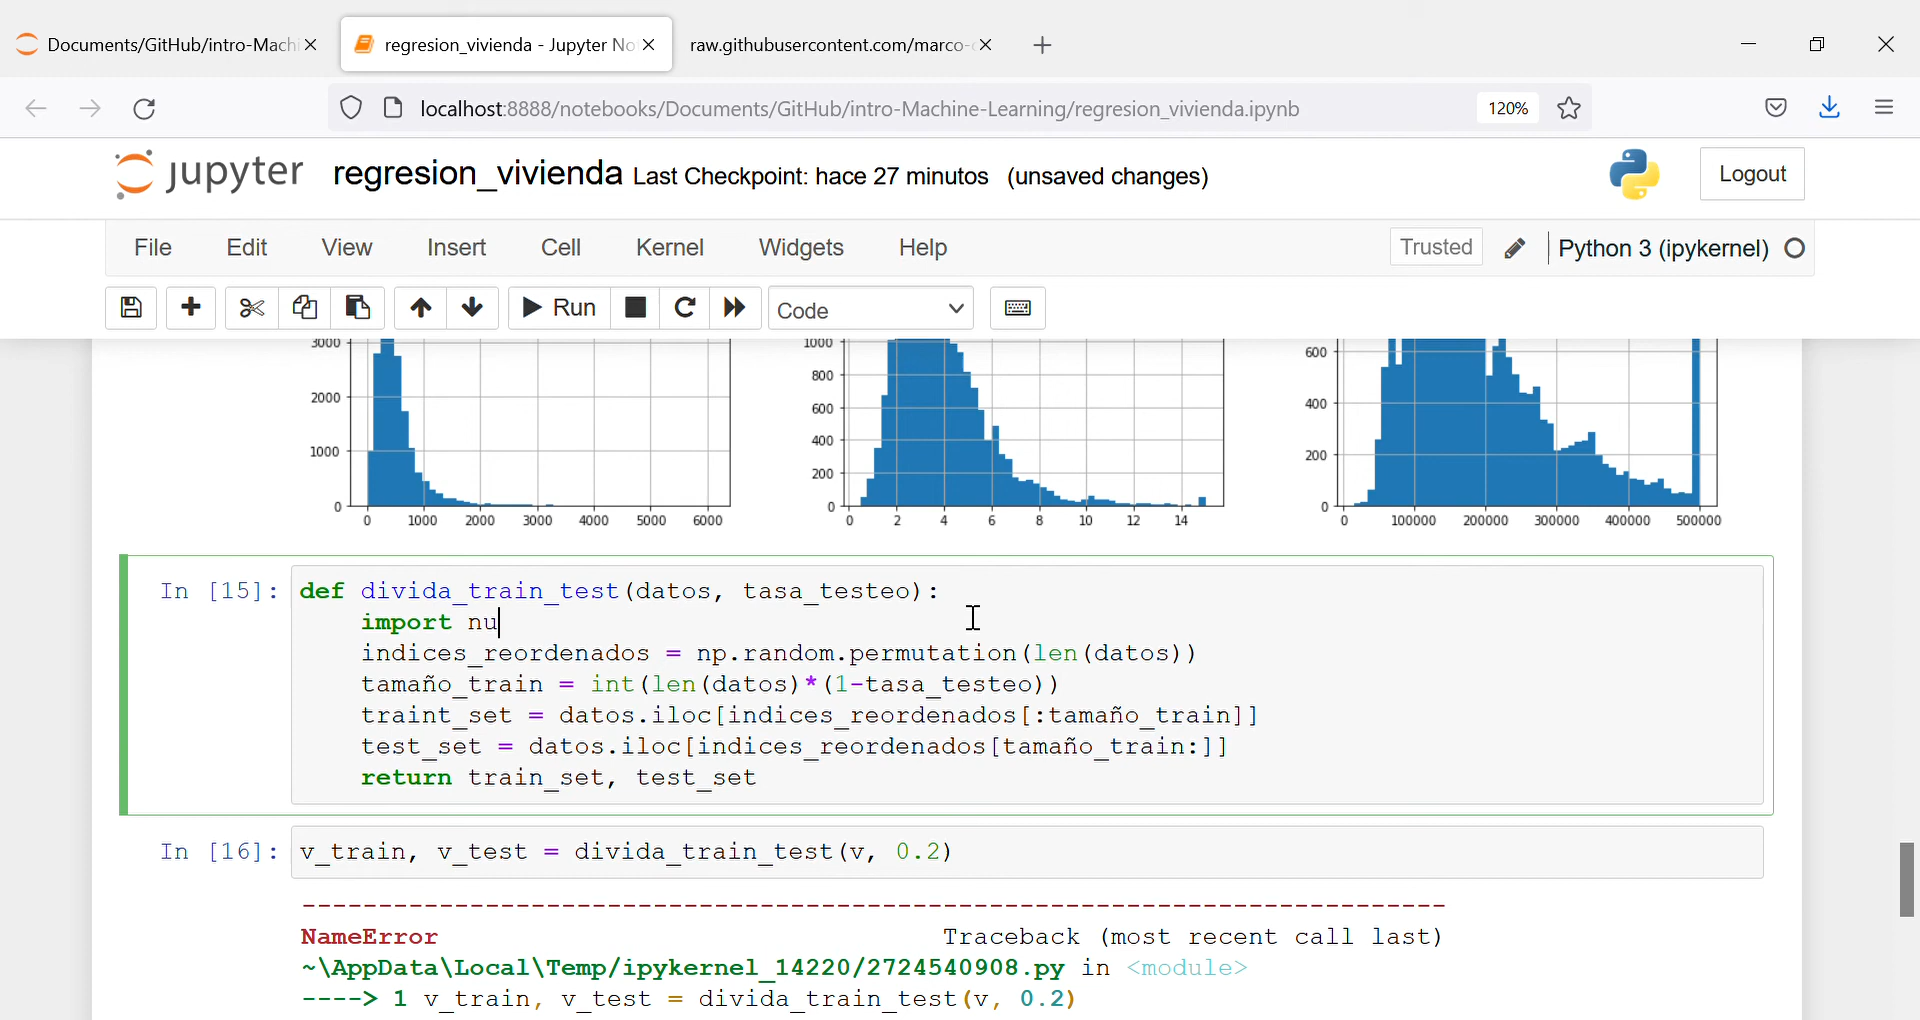 Documents/GitHub/intro-Machi
regresion_vivienda - Jupyter No
raw.githubusercontent.com/marco-
localhost:8888/notebooks/Documents/GitHub/intro-Machine-Learning/regresion_vivienda.ipynb
120%
jupyter
regresion_vivienda Last Checkpoint: hace 27 minutos (unsaved changes)
Logout
File Edit View Insert Cell Kernel Widgets Help
Trusted
Python 3 (ipykernel)
Run
Code
3000
2000
1000
0
0 1000 2000 3000 4000 5000 6000
1000
800
600
400
200
0
0 2 4 6 8 10 12 14
600
400
200
0
0 100000 200000 300000 400000 500000
In [15]:
def divida_train_test(datos, tasa_testeo):
import nu
indices_reordenados = np.random.permutation(len(datos))
tamaño_train = int(len(datos)*(1-tasa_testeo))
traint_set = datos.iloc[indices_reordenados[:tamaño_train]]
test_set = datos.iloc[indices_reordenados[tamaño_train:]]
return train_set, test_set
In [16]:
v_train, v_test = divida_train_test(v, 0.2)
---------------------------------------------------------------------------
NameError Traceback (most recent call last)
~\AppData\Local\Temp/ipykernel_14220/2724540908.py in <module>
----> 1 v_train, v_test = divida_train_test(v, 0.2)